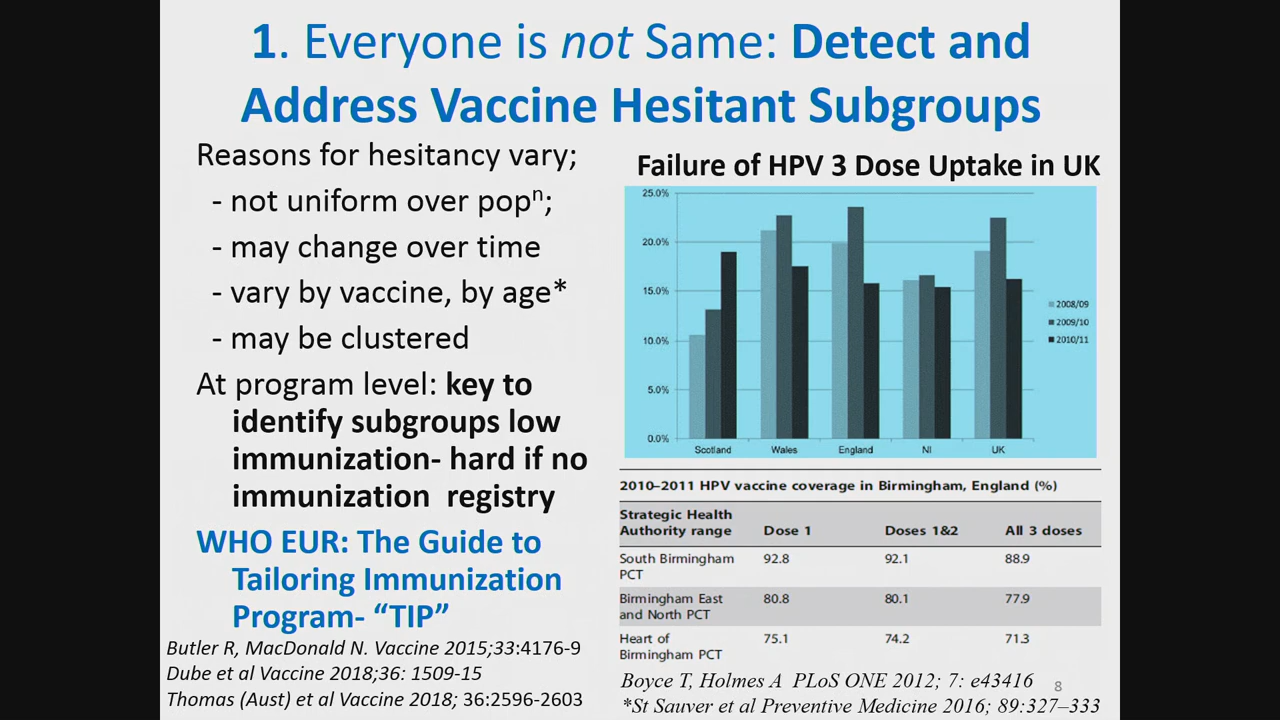 1. Everyone is not Same: Detect and
Address Vaccine Hesitant Subgroups
Reasons for hesitancy vary;
- not uniform over popⁿ;
- may change over time
- vary by vaccine, by age*
- may be clustered
At program level: key to
identify subgroups low
immunization- hard if no
immunization registry
WHO EUR: The Guide to
Tailoring Immunization
Program- “TIP”
Butler R, MacDonald N. Vaccine 2015;33:4176-9
Dube et al Vaccine 2018;36: 1509-15
Thomas (Aust) et al Vaccine 2018; 36:2596-2603
Failure of HPV 3 Dose Uptake in UK
25.0%
20.0%
15.0%
10.0%
5.0%
0.0%
Scotland Wales England NI UK
2008/09
2009/10
2010/11
2010–2011 HPV vaccine coverage in Birmingham, England (%)
Strategic Health
Authority range Dose 1 Doses 1&2 All 3 doses
South Birmingham 92.8 92.1 88.9
PCT
Birmingham East 80.8 80.1 77.9
and North PCT
Heart of 75.1 74.2 71.3
Birmingham PCT
Boyce T, Holmes A PLoS ONE 2012; 7: e43416
8
*St Sauver et al Preventive Medicine 2016; 89:327–333